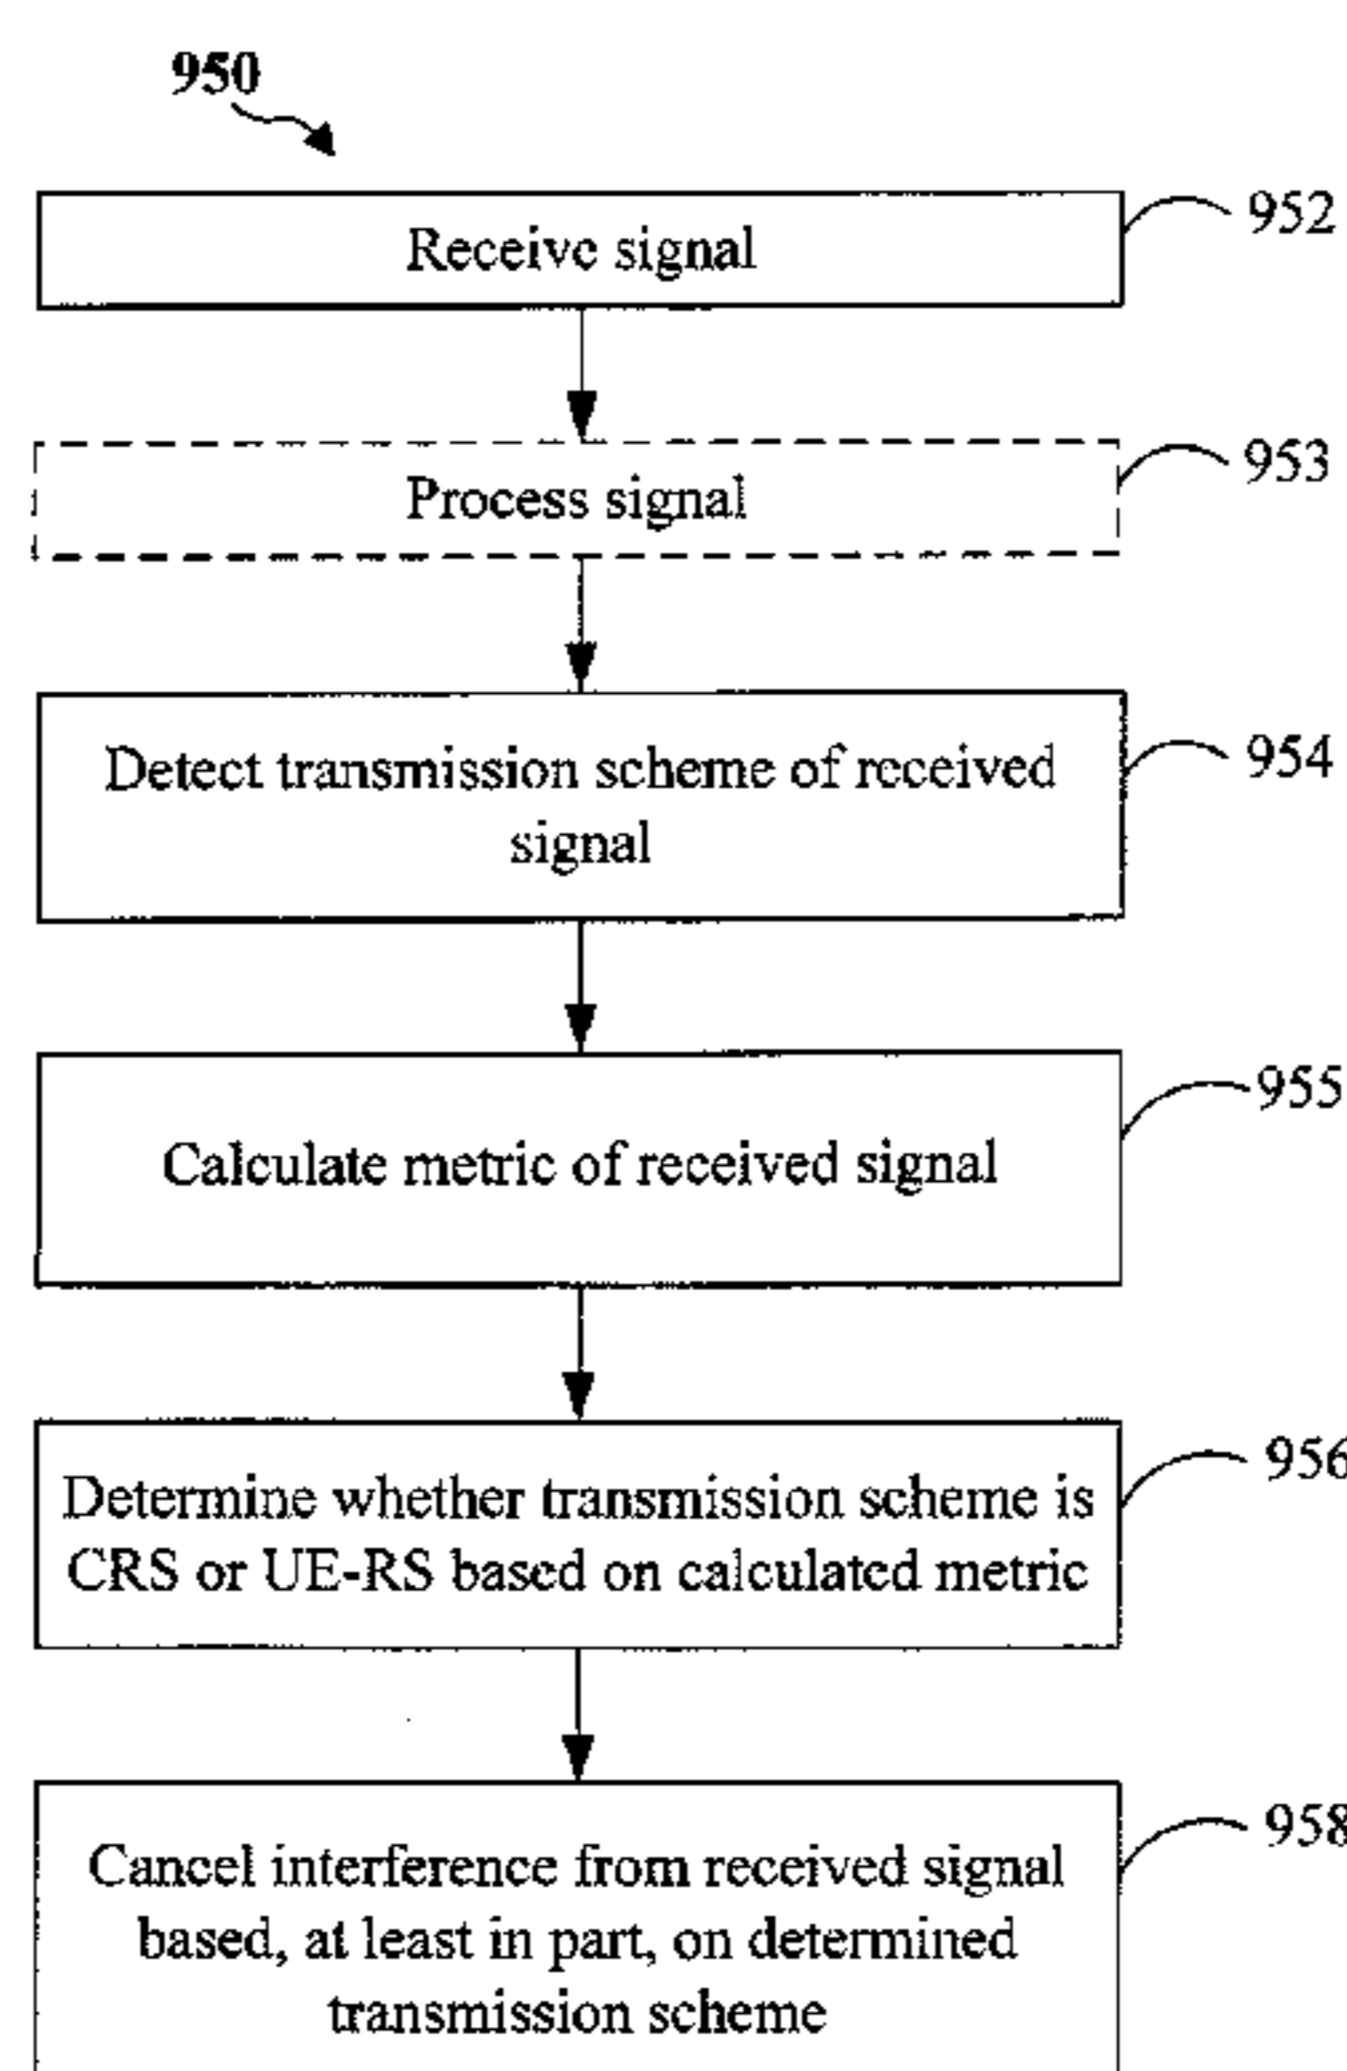 950
Receive signal
952
Process signal
953
Detect transmission scheme of received
signal
954
Calculate metric of received signal
955
Determine whether transmission scheme is
CRS or UE-RS based on calculated metric
956
Cancel interference from received signal
based, at least in part, on determined
transmission scheme
958